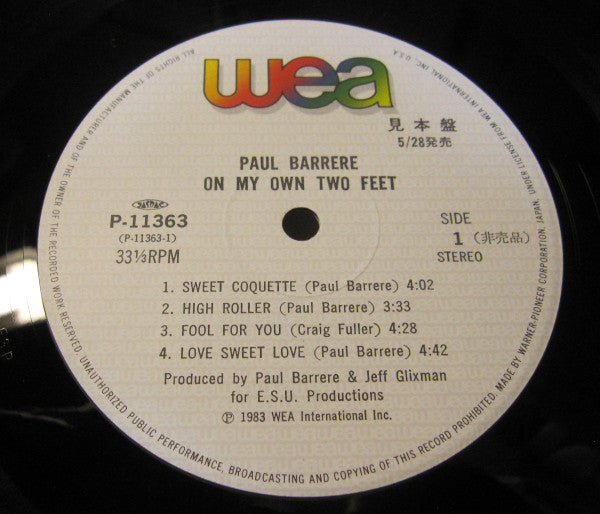 wea
見本盤
5/28発売
PAUL BARRERE
ON MY OWN TWO FEET
JASRAC
P-11363
(P-11363-1)
33⅓RPM
SIDE
1 (非売品)
STEREO
1. SWEET COQUETTE (Paul Barrere) 4:02
2. HIGH ROLLER (Paul Barrere) 3:33
3. FOOL FOR YOU (Craig Fuller) 4:28
4. LOVE SWEET LOVE (Paul Barrere) 4:42
Produced by Paul Barrere & Jeff Glixman
for E.S.U. Productions
Ⓟ 1983 WEA International Inc.
ALL RIGHTS OF THE MANUFACTURER AND OF THE OWNER OF THE RECORDED WORK RESERVED. UNAUTHORIZED PUBLIC PERFORMANCE, BROADCASTING AND COPYING OF THIS RECORD PROHIBITED. MADE BY WARNER-PIONEER CORPORATION, JAPAN, UNDER LICENSE FROM WEA INTERNATIONAL INC., U.S.A.